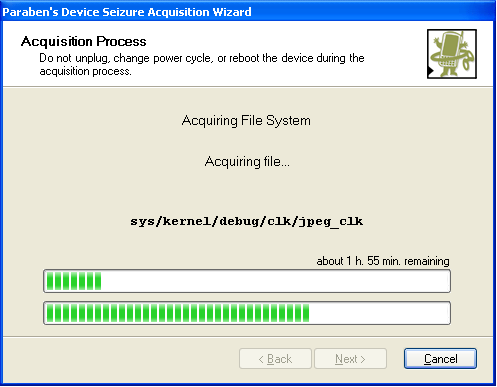 Paraben's Device Seizure Acquisition Wizard
Acquisition Process
Do not unplug, change power cycle, or reboot the device during the
acquisition process.
Acquiring File System
Acquiring file...
sys/kernel/debug/clk/jpeg_clk
about 1 h. 55 min. remaining
< Back
Next >
Cancel